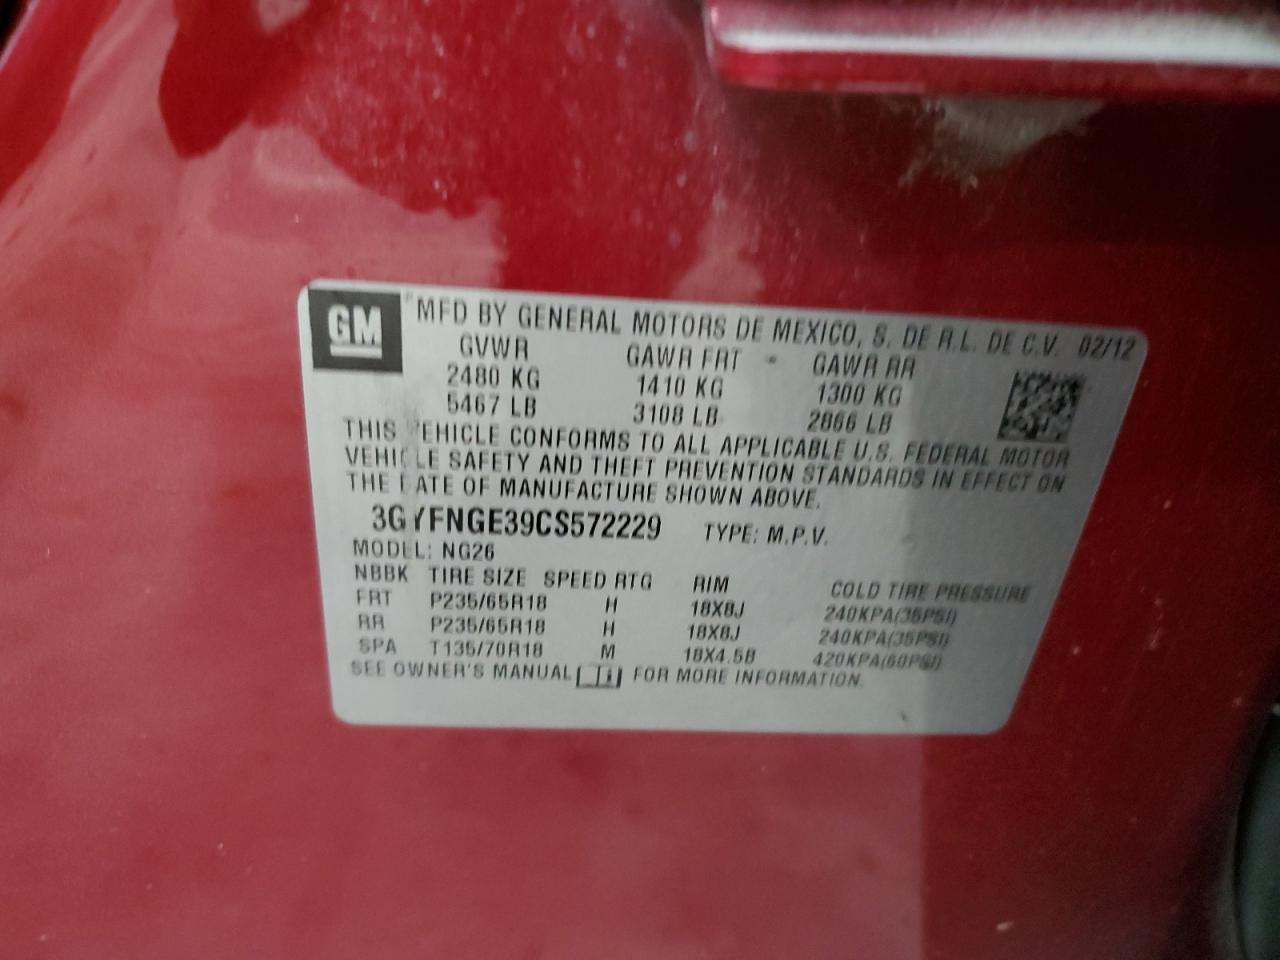 GM MFD BY GENERAL MOTORS DE MEXICO, S. DE R.L. DE C.V. 02/12
GVWR GAWR FRT GAWR RR
2480 KG 1410 KG 1300 KG
5467 LB 3108 LB 2866 LB
THIS VEHICLE CONFORMS TO ALL APPLICABLE U.S. FEDERAL MOTOR
VEHICLE SAFETY AND THEFT PREVENTION STANDARDS IN EFFECT ON
THE DATE OF MANUFACTURE SHOWN ABOVE.
3GYFNGE39CS572229 TYPE: M.P.V.
MODEL: NG26
NBBK TIRE SIZE SPEED RTG RIM COLD TIRE PRESSURE
FRT P235/65R18 H 18X8J 240KPA(35PSI)
RR P235/65R18 H 18X8J 240KPA(35PSI)
SPA T135/70R18 M 18X4.5B 420KPA(60PSI)
SEE OWNER'S MANUAL FOR MORE INFORMATION.